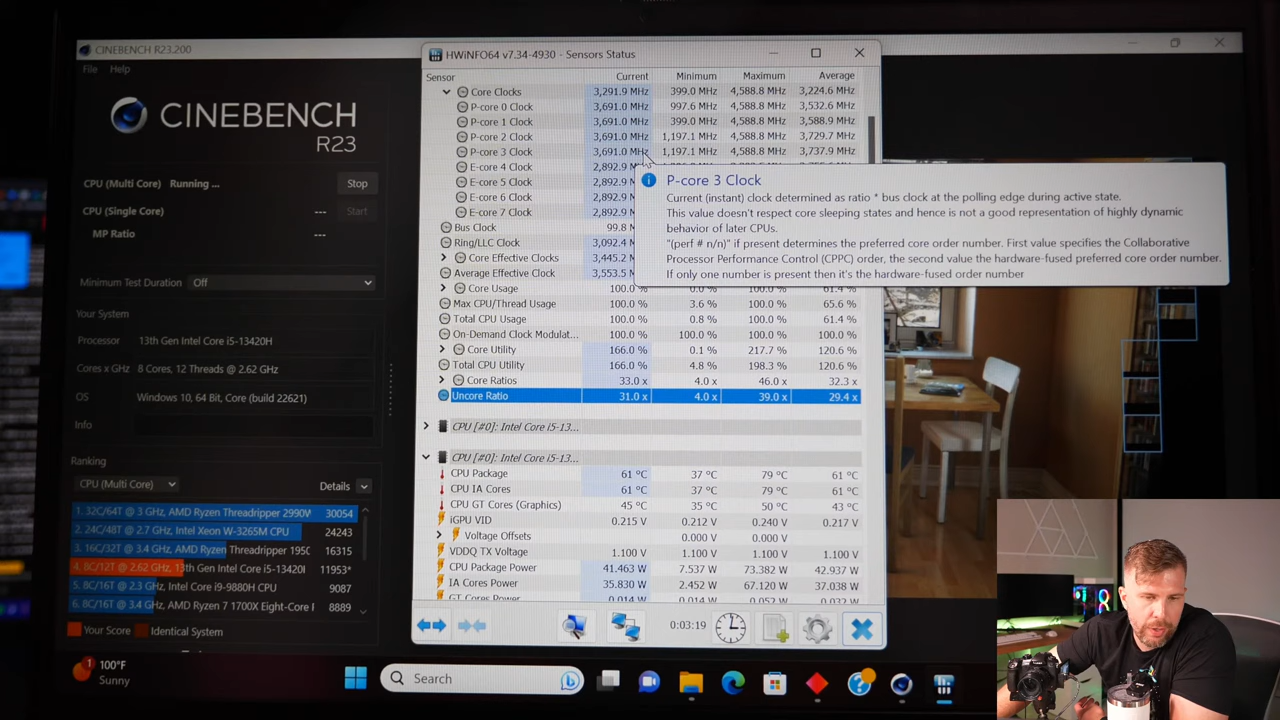 CINEBENCH R23.200
File Help
CINEBENCH
R23
CPU (Multi Core) Running ... Stop
CPU (Single Core) --- Start
MP Ratio ---
Minimum Test Duration Off
Your System
Processor 13th Gen Intel Core i5-13420H
Cores x GHz 8 Cores, 12 Threads @ 2.62 GHz
OS Windows 10, 64 Bit, Core (build 22621)
Info
Ranking
CPU (Multi Core) Details
1. 32C/64T @ 3 GHz, AMD Ryzen Threadripper 2990W 30054
2. 24C/48T @ 2.7 GHz, Intel Xeon W-3265M CPU 24243
3. 16C/32T @ 3.4 GHz, AMD Ryzen Threadripper 1950 16315
4. 8C/12T @ 2.62 GHz, 13th Gen Intel Core i5-13420H 11953*
5. 8C/16T @ 2.3 GHz, Intel Core i9-9880H CPU 9087
6. 8C/16T @ 3.4 GHz, AMD Ryzen 7 1700X Eight-Core 8889
Your Score Identical System
HWiNFO64 v7.34-4930 - Sensors Status
Sensor Current Minimum Maximum Average
Core Clocks 3,291.9 MHz 399.0 MHz 4,588.8 MHz 3,224.6 MHz
P-core 0 Clock 3,691.0 MHz 997.6 MHz 4,588.8 MHz 3,532.6 MHz
P-core 1 Clock 3,691.0 MHz 399.0 MHz 4,588.8 MHz 3,588.9 MHz
P-core 2 Clock 3,691.0 MHz 1,197.1 MHz 4,588.8 MHz 3,729.7 MHz
P-core 3 Clock 3,691.0 MHz 1,197.1 MHz 4,588.8 MHz 3,737.9 MHz
E-core 4 Clock 2,892.9
E-core 5 Clock 2,892.9
E-core 6 Clock 2,892.9
E-core 7 Clock 2,892.9
Bus Clock 99.8
Ring/LLC Clock 3,092.4
Core Effective Clocks 3,445.2
Average Effective Clock 3,553.5
Core Usage 100.0 0.0 % 100.0 % 61.4 %
Max CPU/Thread Usage 100.0 % 3.6 % 100.0 % 65.6 %
Total CPU Usage 100.0 % 0.8 % 100.0 % 61.4 %
On-Demand Clock Modulat... 100.0 % 100.0 % 100.0 % 100.0 %
Core Utility 166.0 % 0.1 % 217.7 % 120.6 %
Total CPU Utility 166.0 % 4.8 % 198.3 % 120.6 %
Core Ratios 33.0 x 4.0 x 46.0 x 32.3 x
Uncore Ratio 31.0 x 4.0 x 39.0 x 29.4 x
CPU [#0]: Intel Core i5-13...
CPU [#0]: Intel Core i5-13...
CPU Package 61 °C 37 °C 79 °C 61 °C
CPU IA Cores 61 °C 37 °C 79 °C 61 °C
CPU GT Cores (Graphics) 45 °C 35 °C 50 °C 43 °C
iGPU VID 0.215 V 0.212 V 0.240 V 0.217 V
Voltage Offsets 0.000 V 0.000 V
VDDQ TX Voltage 1.100 V 1.100 V 1.100 V 1.100 V
CPU Package Power 41.463 W 7.537 W 73.382 W 42.937 W
IA Cores Power 35.830 W 2.452 W 67.120 W 37.038 W
GT Cores Power 0.014 W 0.014 W 0.052 W 0.032 W
0:03:19
P-core 3 Clock
Current (instant) clock determined as ratio * bus clock at the polling edge during active state.
This value doesn't respect core sleeping states and hence is not a good representation of highly dynamic
behavior of later CPUs.
"(perf # n/n)" if present determines the preferred core order number. First value specifies the Collaborative
Processor Performance Control (CPPC) order, the second value the hardware-fused preferred core order number.
If only one number is present then it's the hardware-fused order number
1
100°F
Sunny
Search